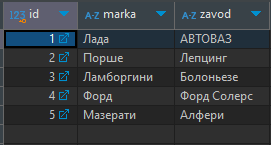 123 id A-Z marka A-Z zavod
1 Лада АВТОВАЗ
2 Порше Лепцинг
3 Ламборгини Болоньезе
4 Форд Форд Солерс
5 Мазерати Алфери